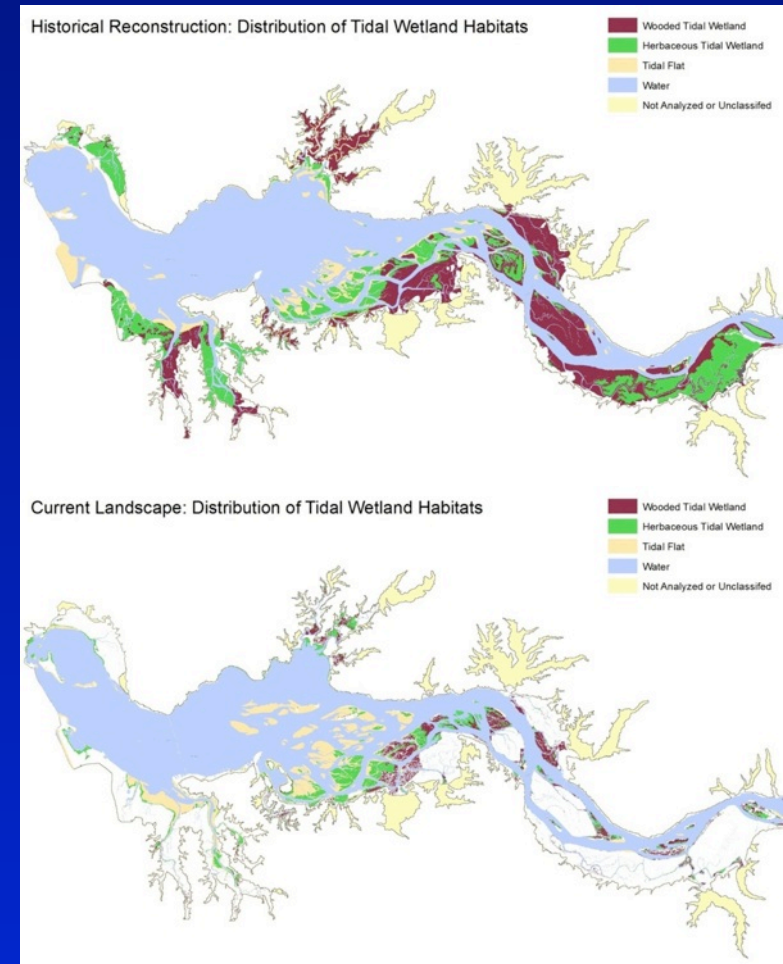 Historical Reconstruction: Distribution of Tidal Wetland Habitats
Wooded Tidal Wetland
Herbaceous Tidal Wetland
Tidal Flat
Water
Not Analyzed or Unclassifed
Current Landscape: Distribution of Tidal Wetland Habitats
Wooded Tidal Wetland
Herbaceous Tidal Wetland
Tidal Flat
Water
Not Analyzed or Unclassifed